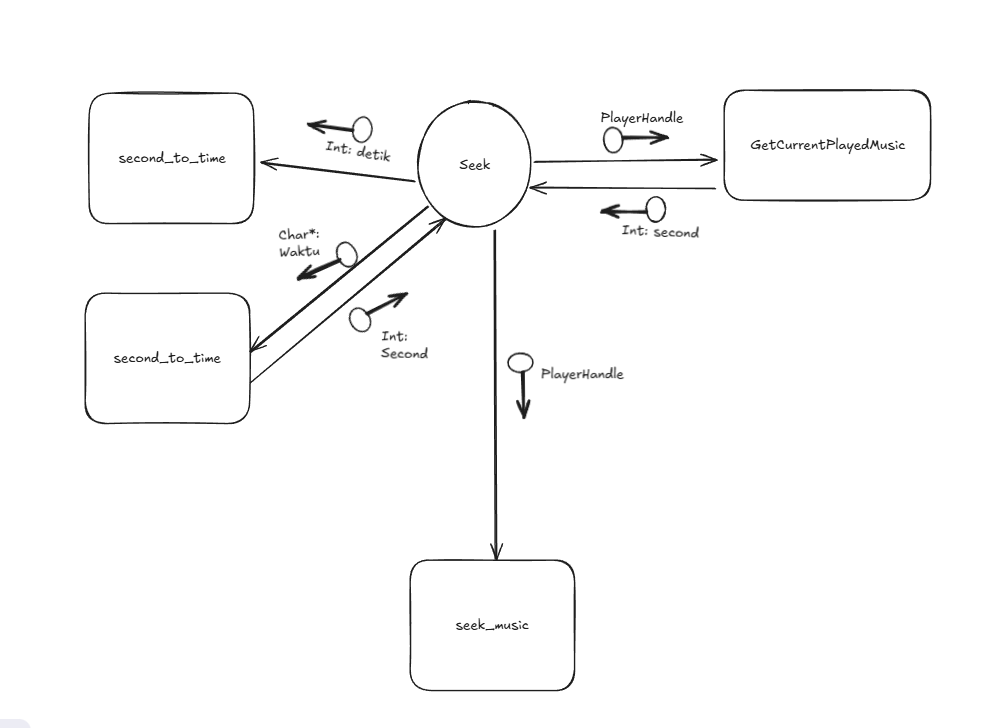 PlayerHandle
second_to_time
Int: detik
Seek
GetCurrentPlayedMusic
Int: second
Char*:
Waktu
second_to_time
Int:
Second
PlayerHandle
seek_music